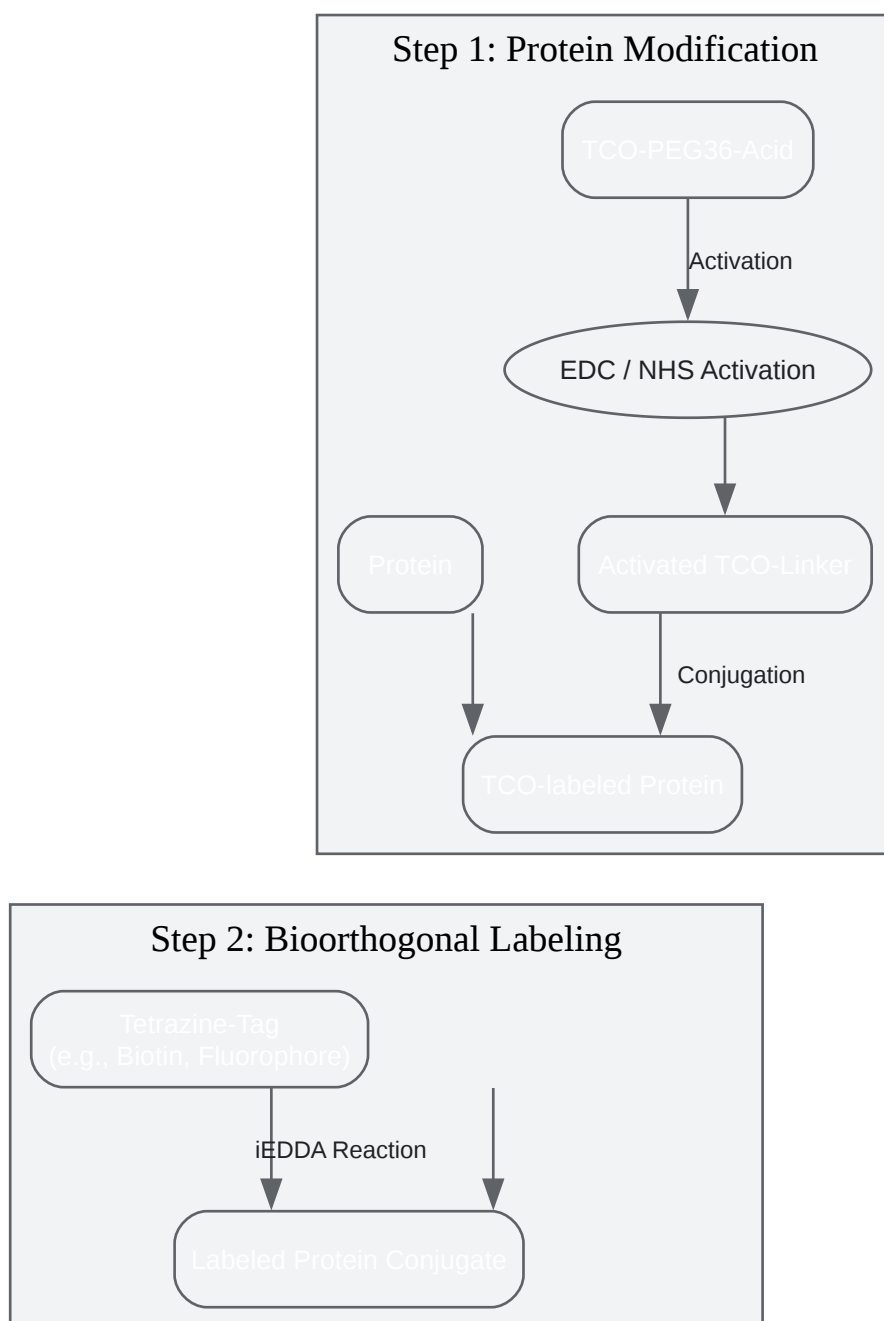 Step 1: Protein Modification
TCO-PEG36-Acid
Activation
EDC / NHS Activation
Protein
Activated TCO-Linker
Conjugation
TCO-labeled Protein
Step 2: Bioorthogonal Labeling
Tetrazine-Tag
(e.g., Biotin, Fluorophore)
iEDDA Reaction
Labeled Protein Conjugate